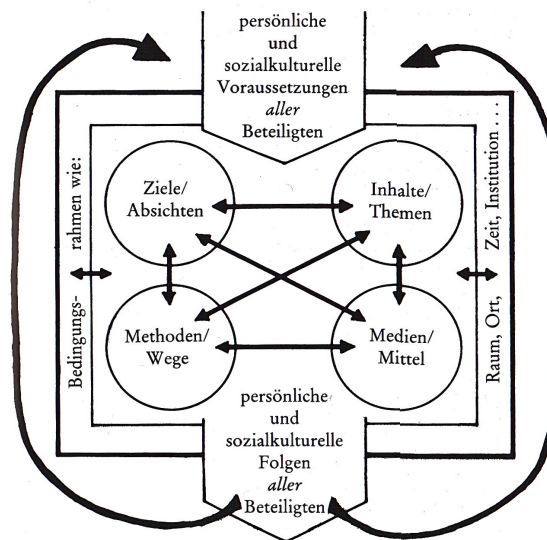 persönliche
und
sozialkulturelle
Voraussetzungen
aller
Beteiligten
Ziele/
Absichten
Inhalte/
Themen
Bedingungs- rahmen wie:
Raum, Ort, Zeit, Institution . . . .
Methoden/
Wege
Medien/
Mittel
persönliche
und
sozialkulturelle
Folgen
aller
Beteiligten